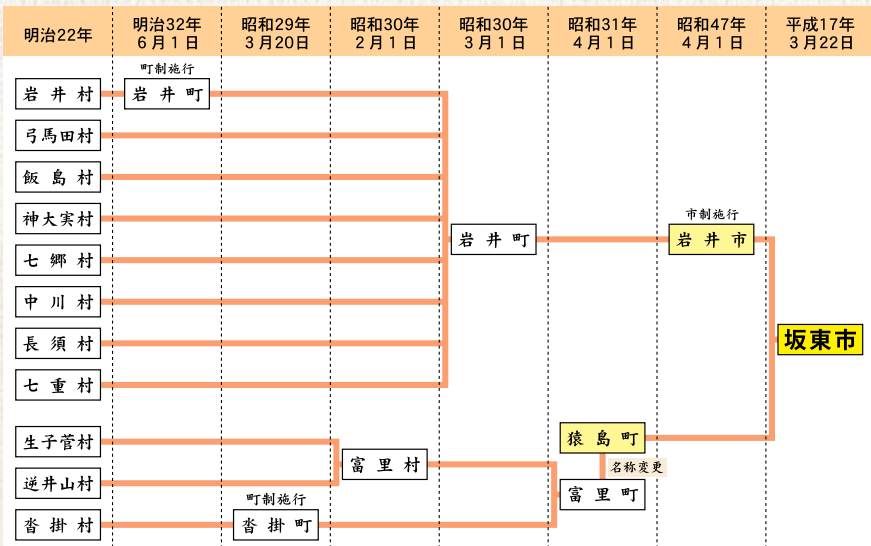 明治22年
明治32年
6月1日
昭和29年
3月20日
昭和30年
2月1日
昭和30年
3月1日
昭和31年
4月1日
昭和47年
4月1日
平成17年
3月22日
町制施行
岩井村
岩井町
弓馬田村
飯島村
神大実村
市制施行
岩井町
岩井市
七郷村
中川村
長須村
坂東市
七重村
生子菅村
猿島町
富里村
名称変更
逆井山村
富里町
町制施行
沓掛村
沓掛町